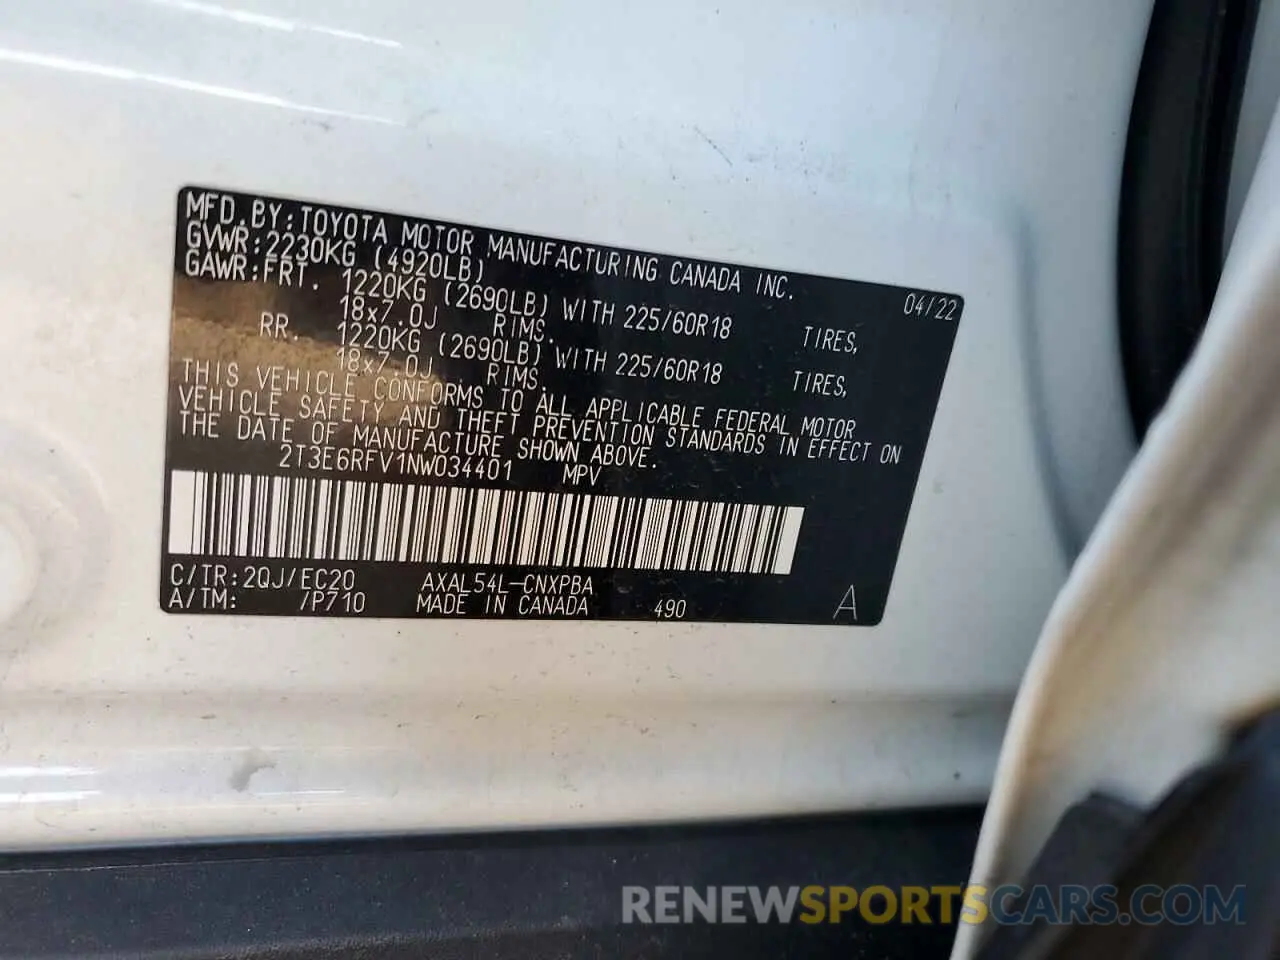 MFD.BY:TOYOTA MOTOR MANUFACTURING CANADA INC. 04/22
GVWR:2230KG (4920LB)
GAWR:FRT. 1220KG (2690LB) WITH 225/60R18 TIRES,
18x7.0J RIMS.
RR. 1220KG (2690LB) WITH 225/60R18 TIRES,
18x7.0J RIMS.
THIS VEHICLE CONFORMS TO ALL APPLICABLE FEDERAL MOTOR
VEHICLE SAFETY AND THEFT PREVENTION STANDARDS IN EFFECT ON
THE DATE OF MANUFACTURE SHOWN ABOVE.
2T3E6RFV1NW034401 MPV
C/TR:2QJ/EC20 AXAL54L-CNXPBA
A/TM: /P710 MADE IN CANADA 490 A
RENEWSPORTSCARS.COM